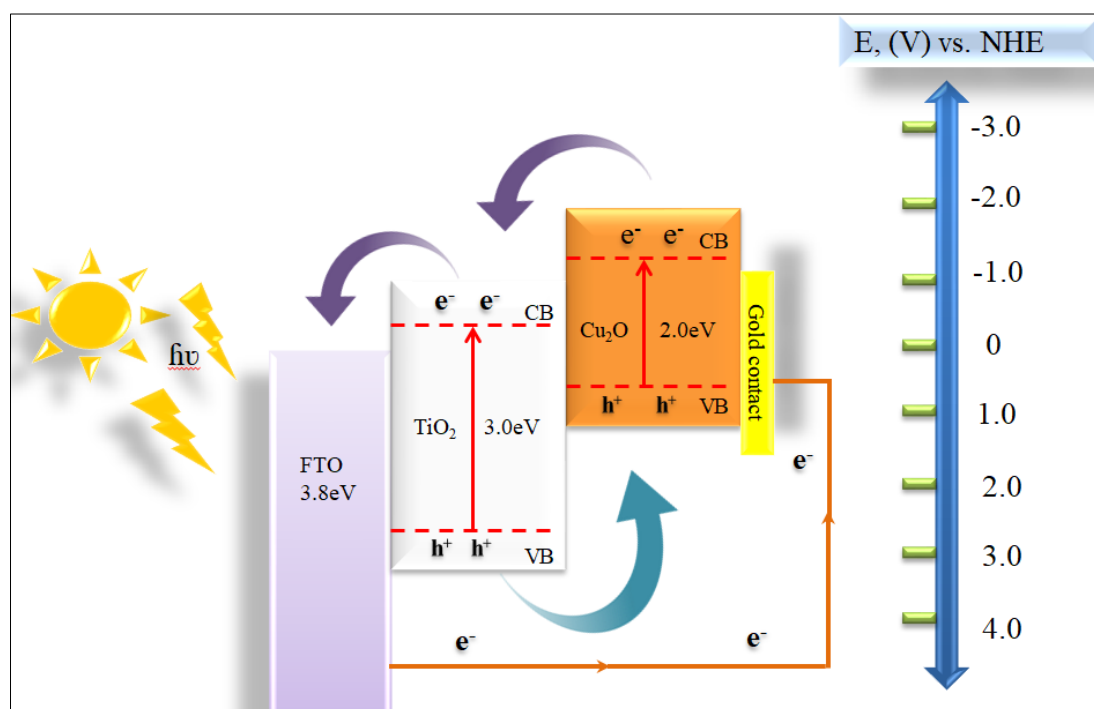 E, (V) vs. NHE
-3.0
-2.0
-1.0
0
1.0
2.0
3.0
4.0
e⁻ e⁻ CB
Cu₂O 2.0eV
h⁺ h⁺ VB
Gold contact
e⁻ e⁻ CB
TiO₂ 3.0eV
h⁺ h⁺ VB
ɦʋ
FTO
3.8eV
e⁻
e⁻
e⁻